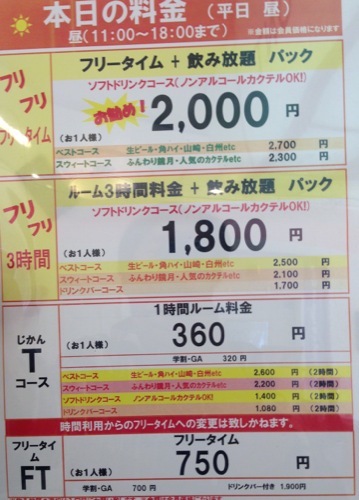 本日の料金 (平日 昼)
昼(11:00～18:00まで)
※金額は会員価格になります
フリフリ
フリータイム
フリータイム + 飲み放題 パック
ソフトドリンクコース(ノンアルコールカクテルOK!)
お勧め!
(お1人様) 2,000 円
ベストコース 生ビール・角ハイ・山崎・白州etc 2,700 円
スウィートコース ふんわり鏡月・人気のカクテルetc 2,300 円
フリフリ
3時間
ルーム3時間料金 + 飲み放題 パック
ソフトドリンクコース(ノンアルコールカクテルOK!)
(お1人様) 1,800 円
ベストコース 生ビール・角ハイ・山崎・白州etc 2,500 円
スウィートコース ふんわり鏡月・人気のカクテルetc 2,100 円
ドリンクバーコース 1,700 円
じかん
T
コース
1時間ルーム料金
(お1人様) 360 円
学割・GA 320 円
ベストコース 生ビール・角ハイ・山崎・白州etc 2,600 円 (2時間)
スウィートコース ふんわり鏡月・人気のカクテルetc 2,200 円 (2時間)
ソフトドリンクコース ノンアルコールカクテルOK! 1,400 円 (2時間)
ドリンクバーコース 1,080 円 (2時間)
時間利用からのフリータイムへの変更は致しかねます。
フリータイム
FT
フリータイム
(お1人様) 750 円
学割・GA 700 円 ドリンクバー付き 1,900円